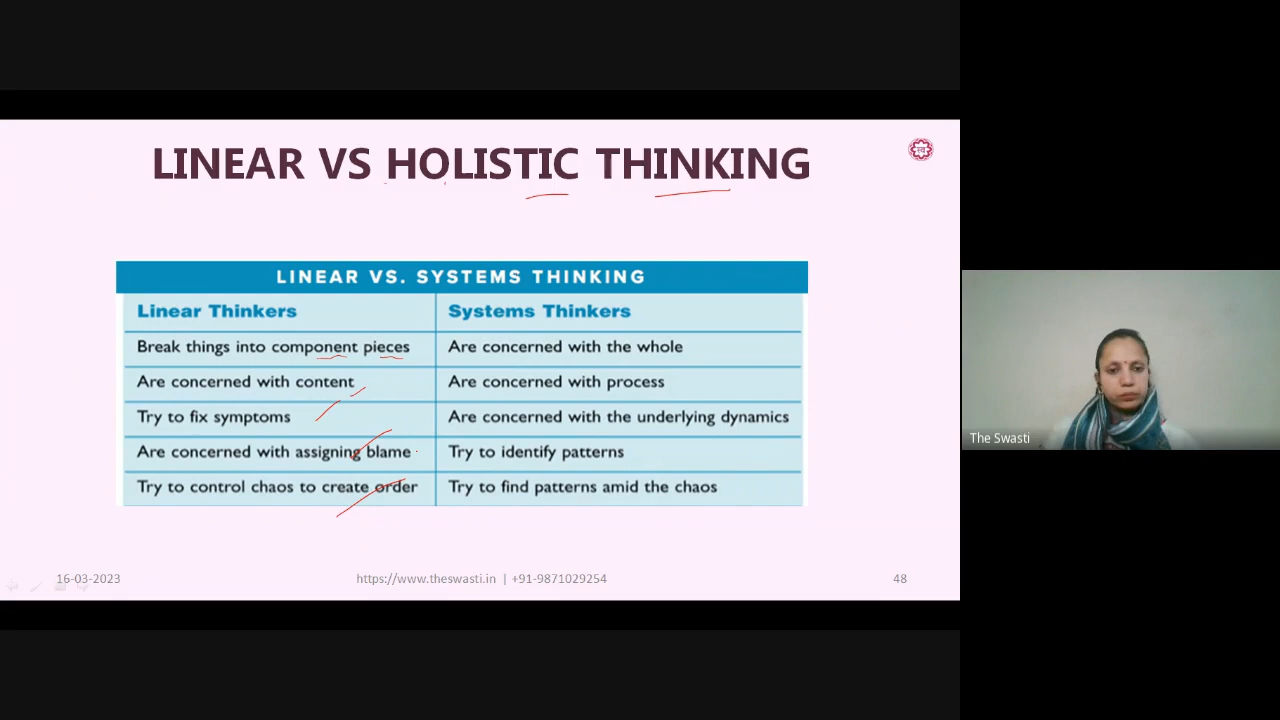 LINEAR VS HOLISTIC THINKING
LINEAR VS. SYSTEMS THINKING
Linear Thinkers Systems Thinkers
Break things into component pieces Are concerned with the whole
Are concerned with content Are concerned with process
Try to fix symptoms Are concerned with the underlying dynamics
Are concerned with assigning blame Try to identify patterns
Try to control chaos to create order Try to find patterns amid the chaos
The Swasti
16-03-2023 https://www.theswasti.in | +91-9871029254 48